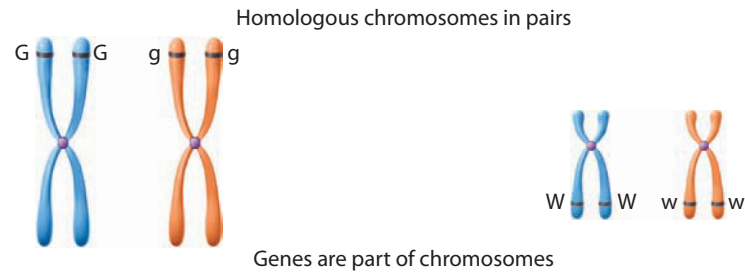 Homologous chromosomes in pairs
G G g g
W W w w
Genes are part of chromosomes